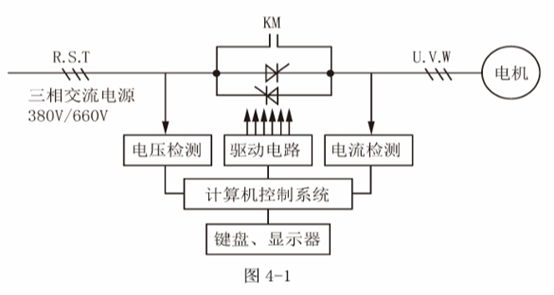 KM
R.S.T
U.V.W
电机
三相交流电源
380V/660V
电压检测
驱动电路
电流检测
计算机控制系统
键盘、显示器
图 4-1